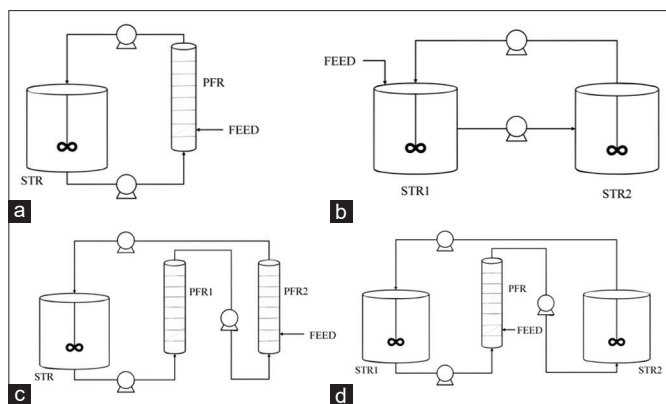 PFR
FEED
STR
a
FEED
STR1
STR2
b
PFR1
PFR2
FEED
STR
c
PFR
FEED
STR1
STR2
d